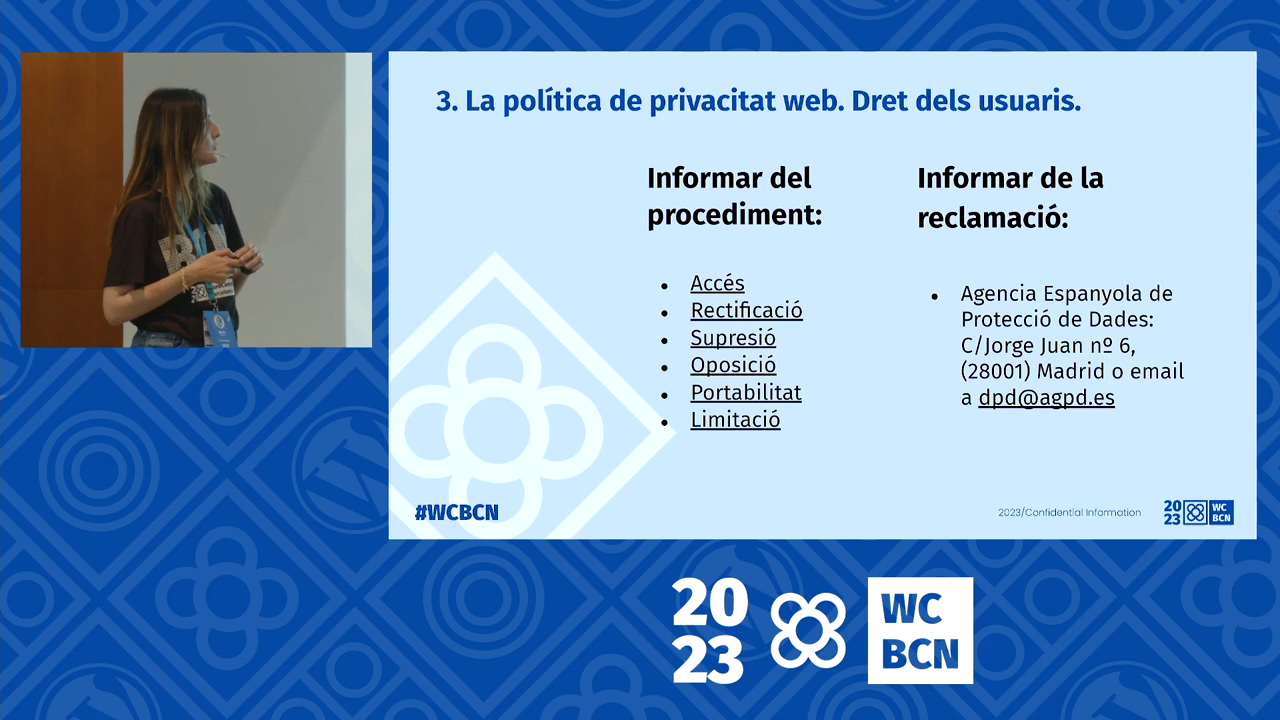 3. La política de privacitat web. Dret dels usuaris.
Informar del
procediment:
• Accés
• Rectificació
• Supresió
• Oposició
• Portabilitat
• Limitació
Informar de la
reclamació:
• Agencia Espanyola de
Protecció de Dades:
C/Jorge Juan nº 6,
(28001) Madrid o email
a dpd@agpd.es
#WCBCN
2023/Confidential Information
20
23
WC
BCN
20
23
WC
BCN